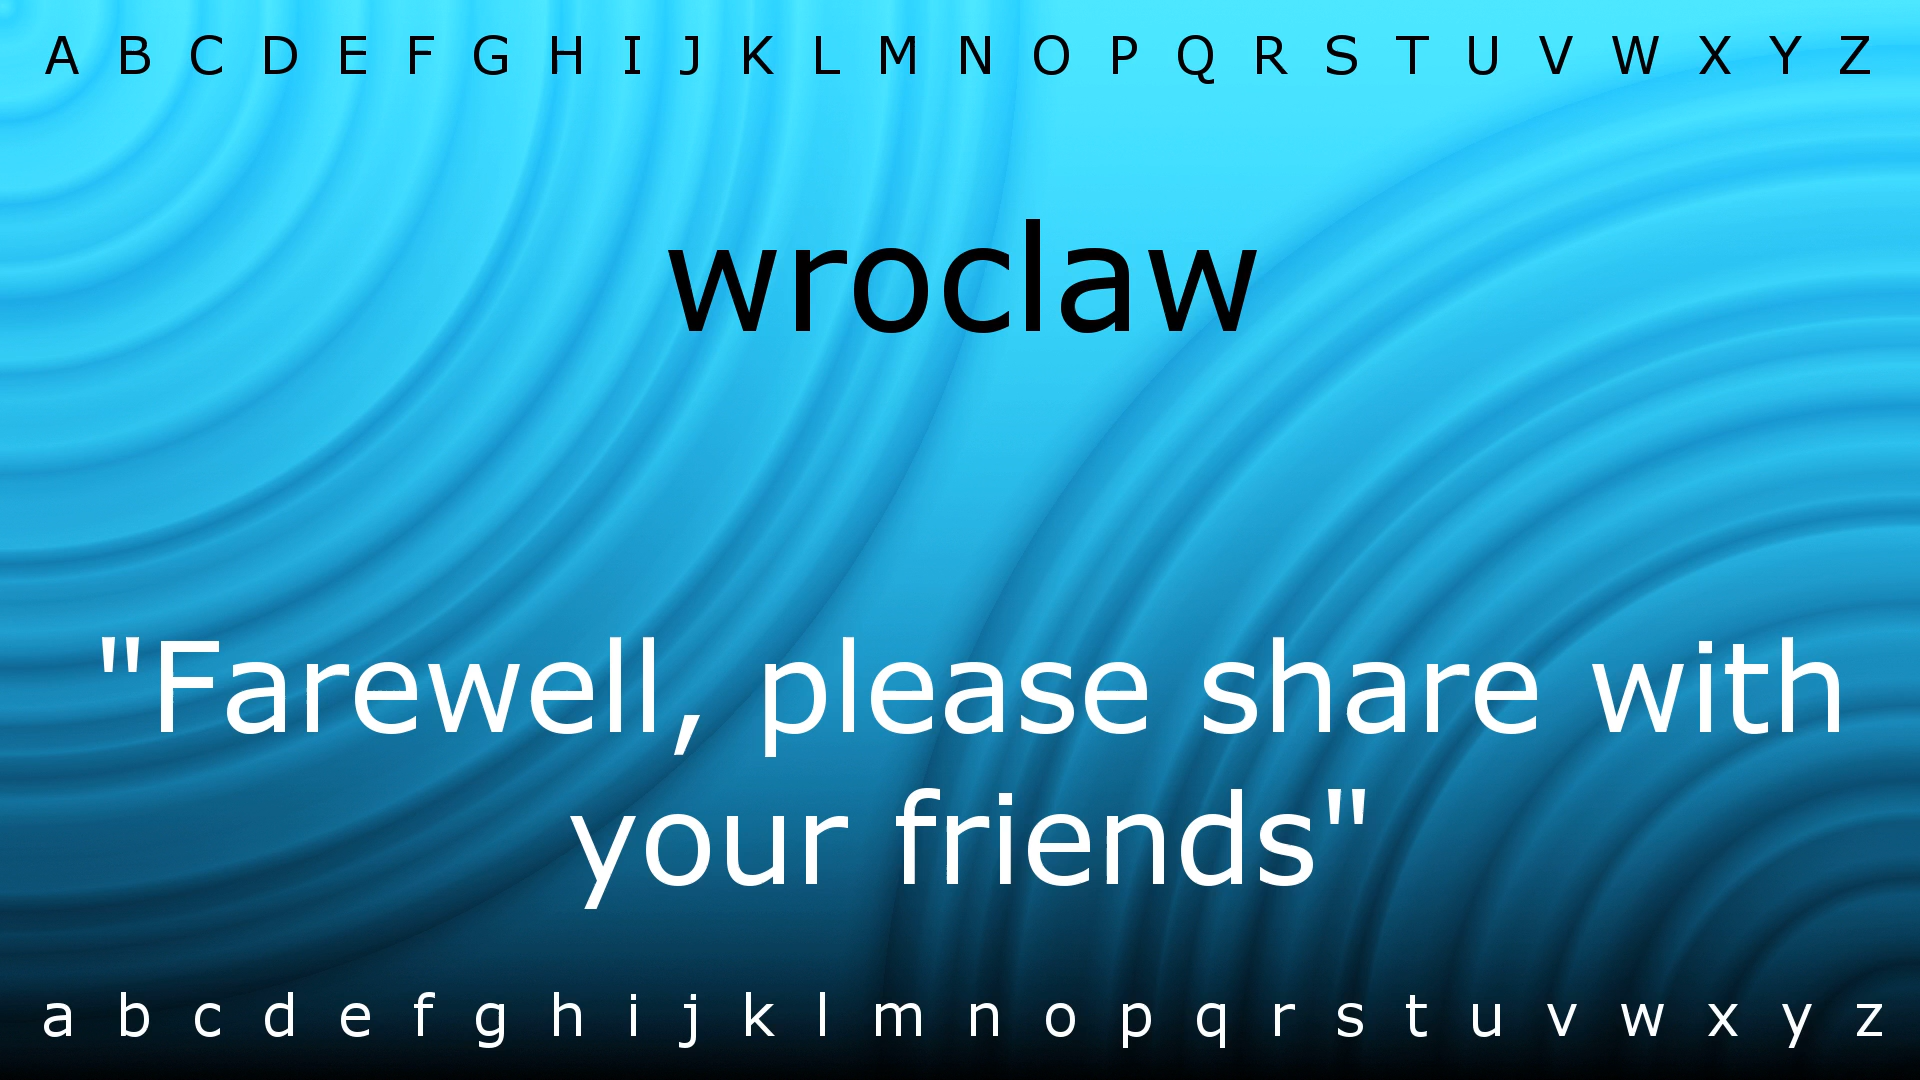 A B C D E F G H I J K L M N O P Q R S T U V W X Y Z
wroclaw
"Farewell, please share with
your friends"
a b c d e f g h i j k l m n o p q r s t u v w x y z